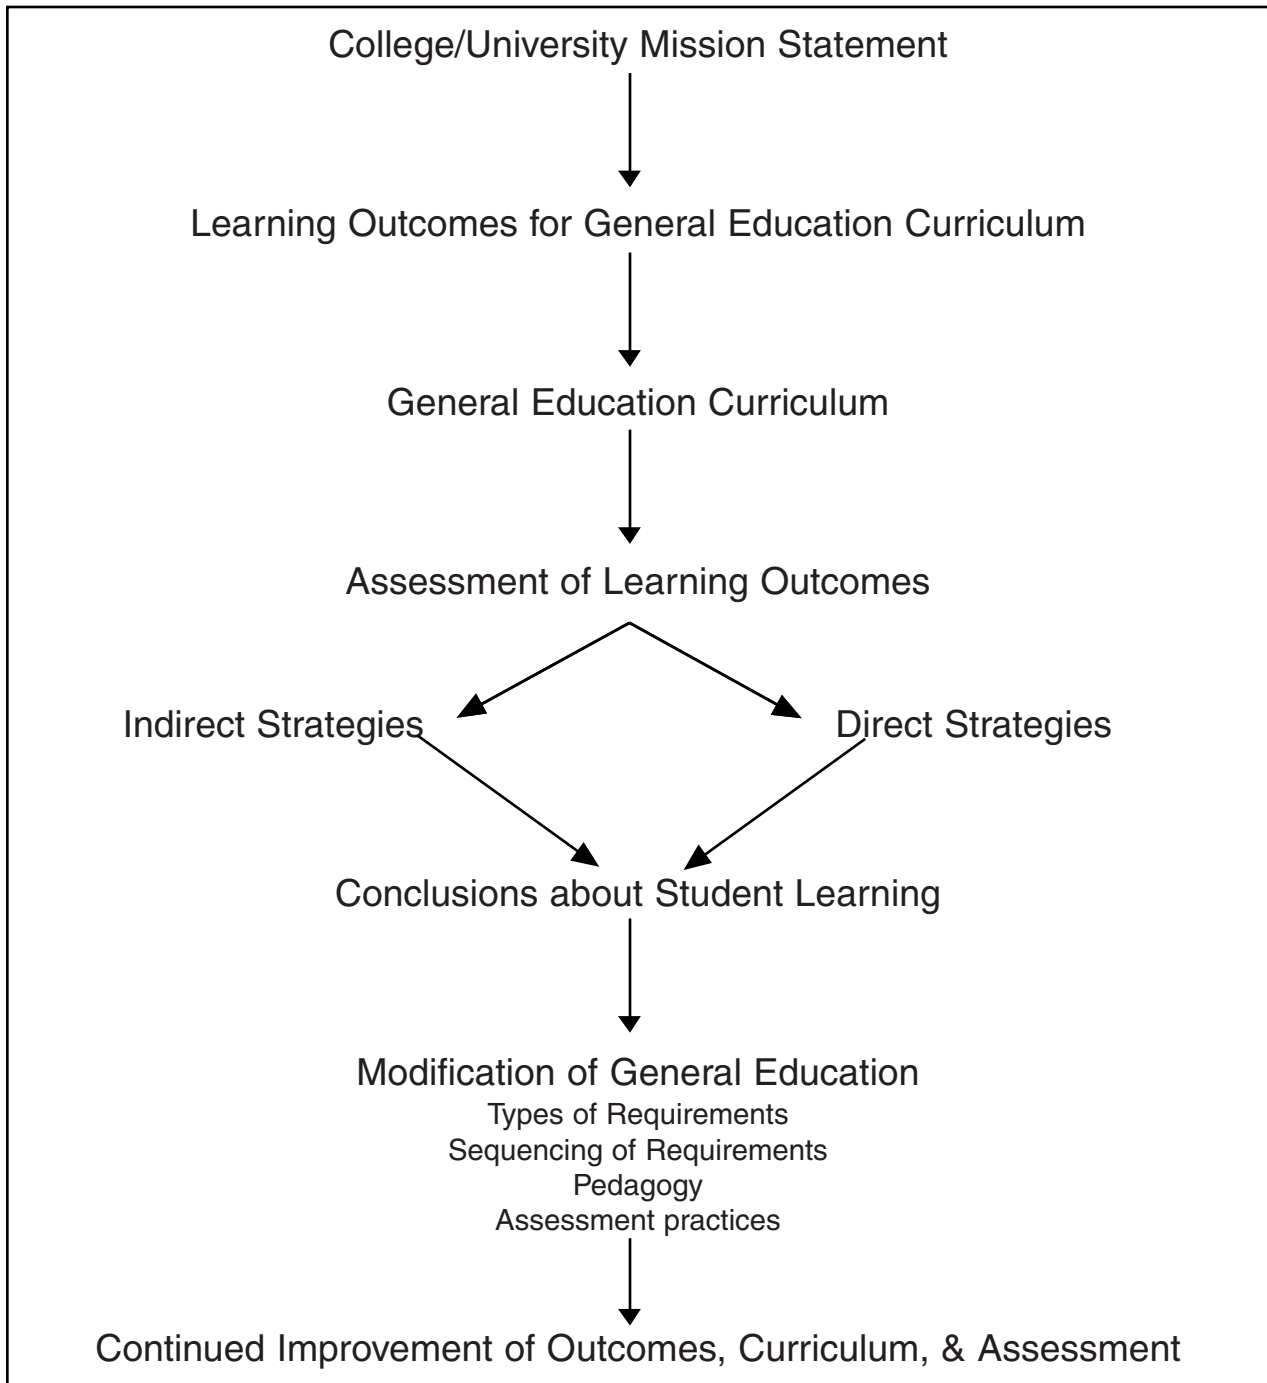 College/University Mission Statement
Learning Outcomes for General Education Curriculum
General Education Curriculum
Assessment of Learning Outcomes
Indirect Strategies
Direct Strategies
Conclusions about Student Learning
Modification of General Education
Types of Requirements
Sequencing of Requirements
Pedagogy
Assessment practices
Continued Improvement of Outcomes, Curriculum, & Assessment